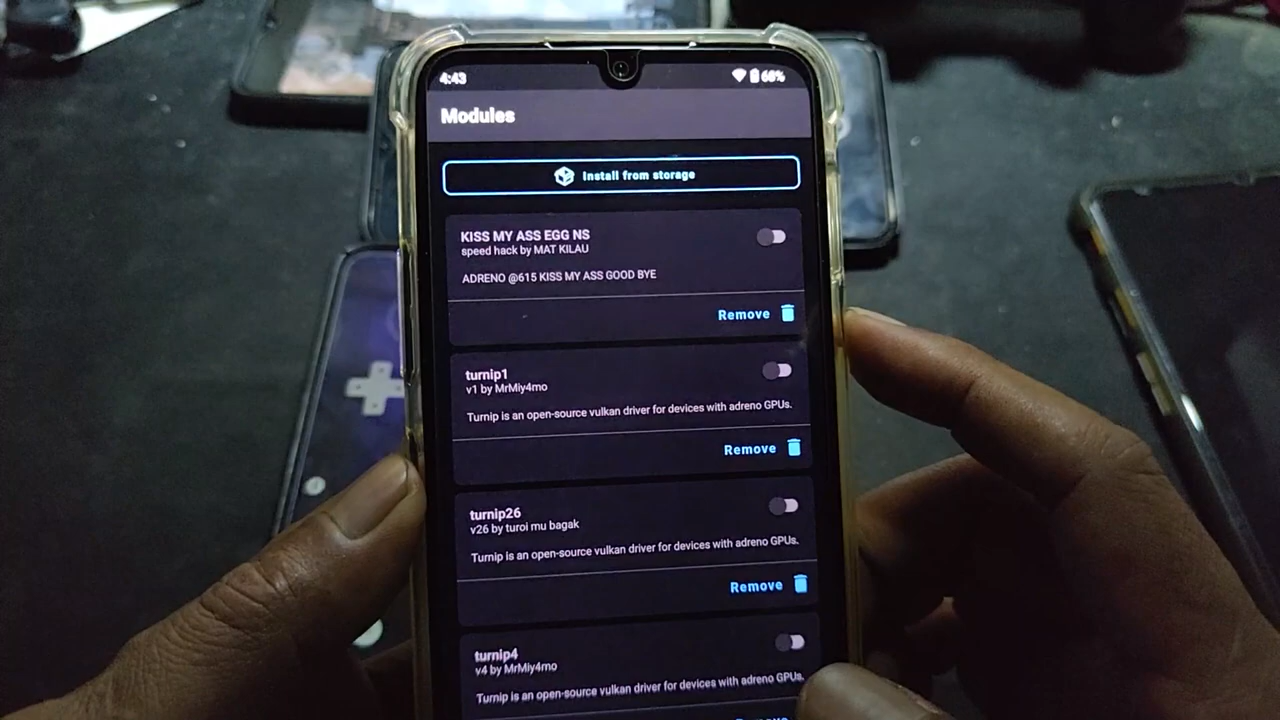 4:43
68%
Modules
Install from storage
KISS MY ASS EGG NS
speed hack by MAT KILAU
ADRENO @615 KISS MY ASS GOOD BYE
Remove
turnip1
v1 by MrMiy4mo
Turnip is an open-source vulkan driver for devices with adreno GPUs.
Remove
turnip26
v26 by turoi mu bagak
Turnip is an open-source vulkan driver for devices with adreno GPUs.
Remove
turnip4
v4 by MrMiy4mo
Turnip is an open-source vulkan driver for devices with adreno GPUs.
Remove